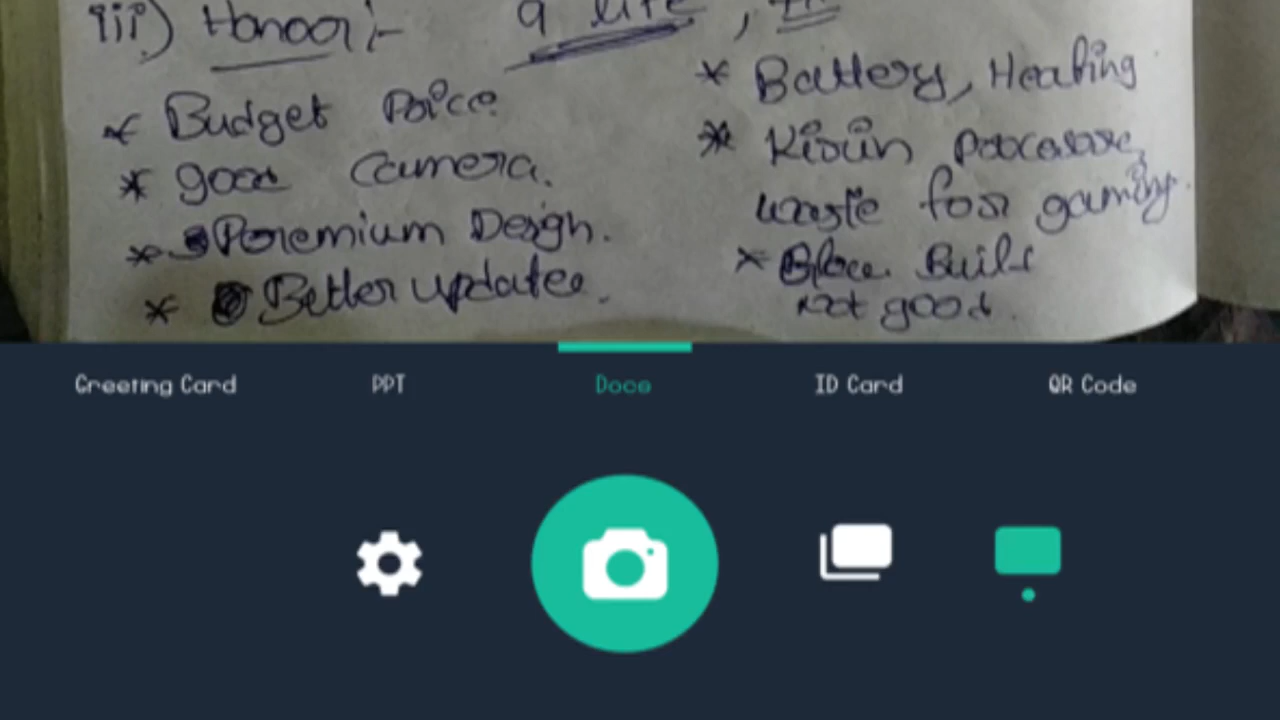 iii) Honor :- 9 lite,
* Budget Price.
* good Camera.
* Premium Design.
* Better updates.
* Battery, Heating
* Kirin Processor,
waste for gaming.
* Built
not good.
Greeting Card PPT Docs ID Card QR Code